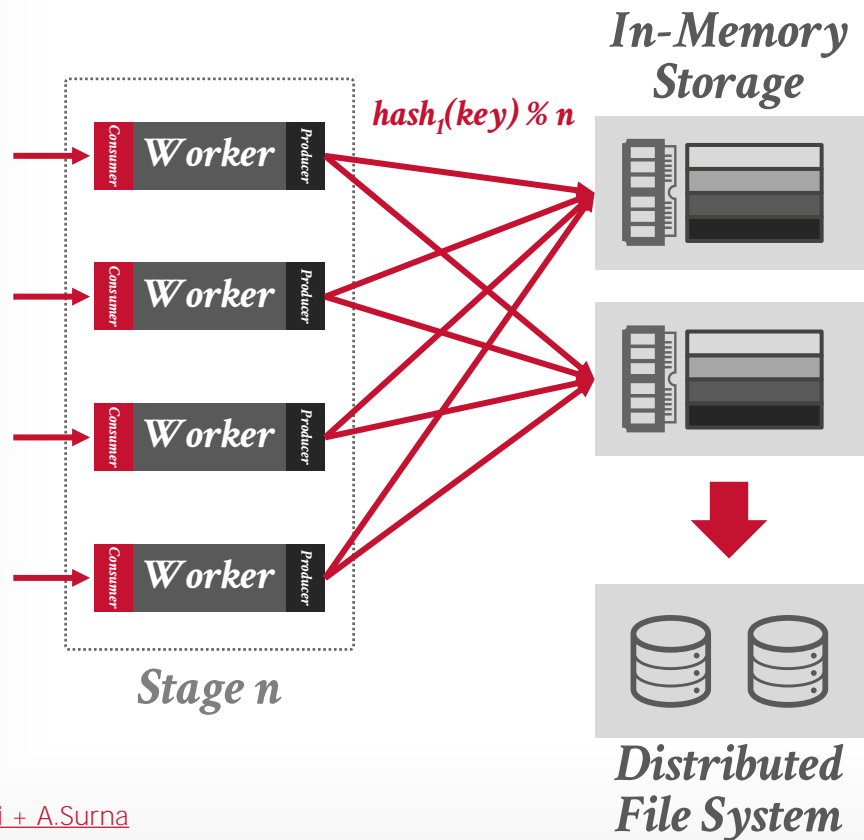 In-Memory
Storage
hash₁(key) % n
Consumer
Worker
Producer
Consumer
Worker
Producer
Consumer
Worker
Producer
Consumer
Worker
Producer
Stage n
Distributed
File System
i + A.Surna